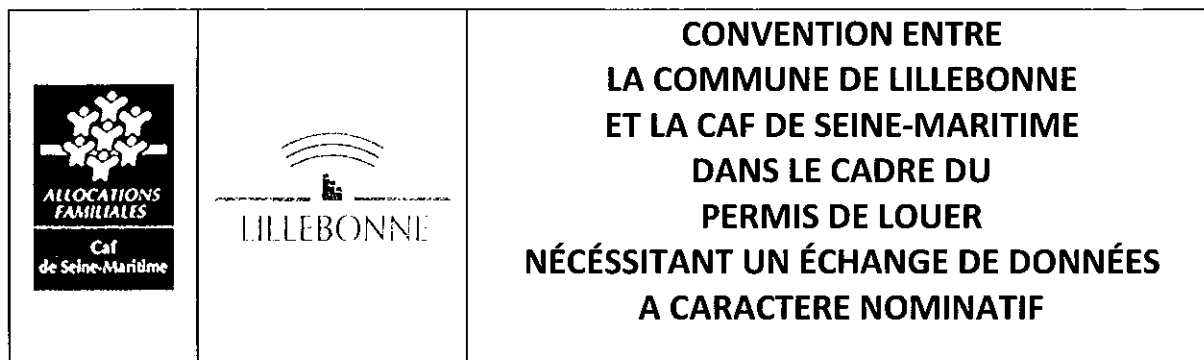 ALLOCATIONS
FAMILIALES
Caf
de Seine-Maritime
LILLEBONNE
CONVENTION ENTRE
LA COMMUNE DE LILLEBONNE
ET LA CAF DE SEINE-MARITIME
DANS LE CADRE DU
PERMIS DE LOUER
NÉCÉSSITANT UN ÉCHANGE DE DONNÉES
A CARACTERE NOMINATIF